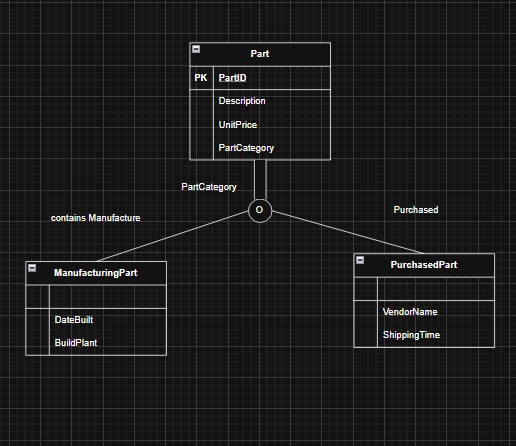 Part
PK PartID
Description
UnitPrice
PartCategory
PartCategory
O
contains Manufacture
Purchased
ManufacturingPart
DateBuilt
BuildPlant
PurchasedPart
VendorName
ShippingTime